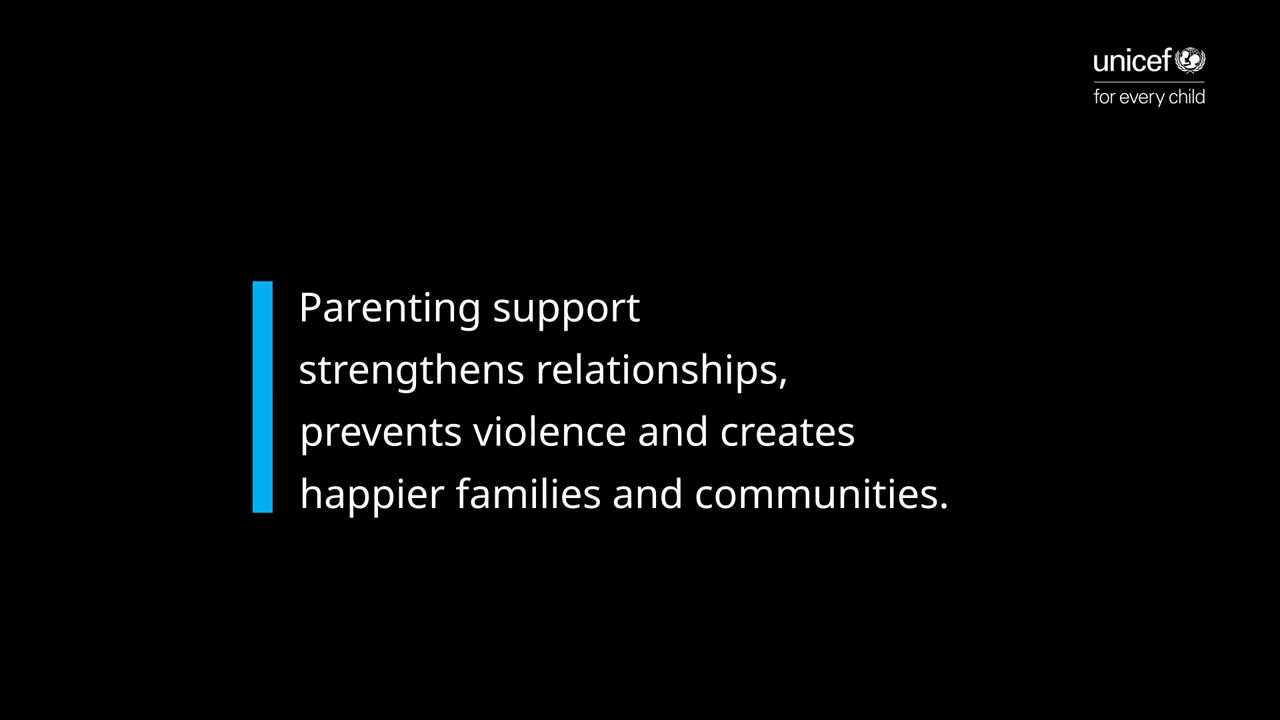 unicef
for every child
Parenting support
strengthens relationships,
prevents violence and creates
happier families and communities.